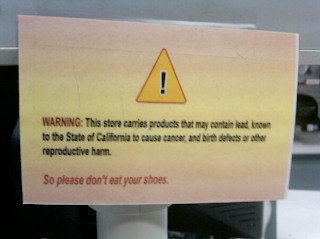 !
WARNING: This store carries products that may contain lead, known
to the State of California to cause cancer, and birth defects or other
reproductive harm.
So please don't eat your shoes.